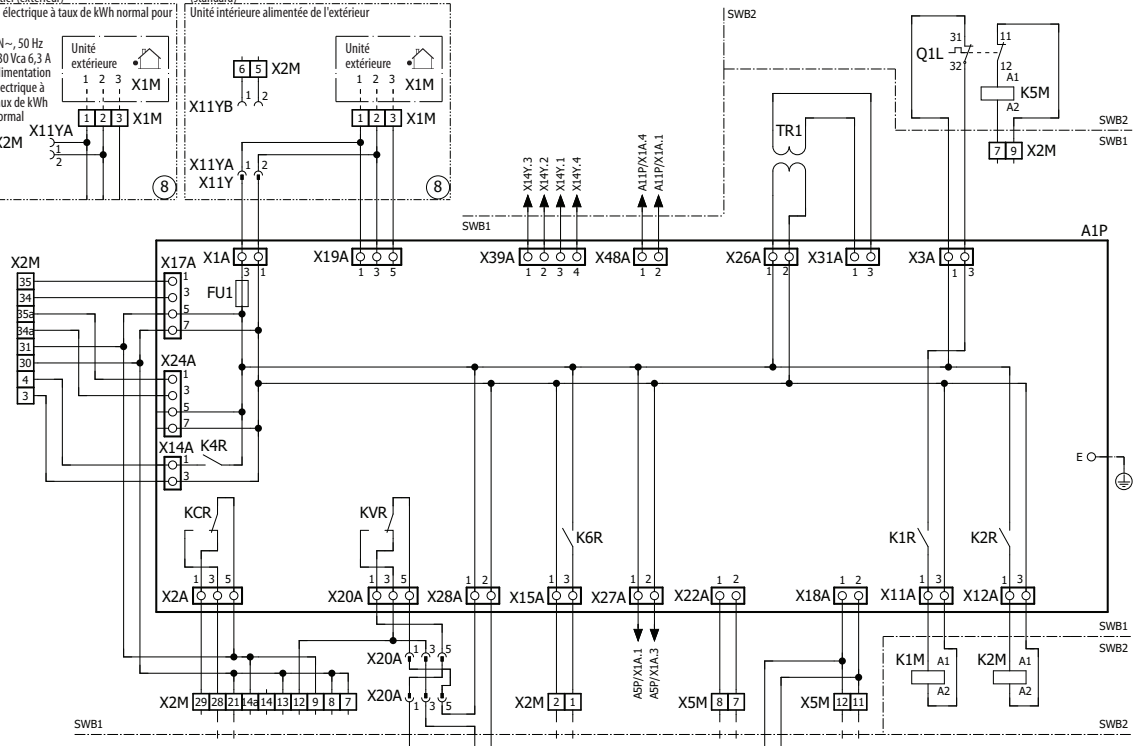 électrique à taux de kWh normal pour
N~, 50 Hz
30 Vca 6,3 A
limentation
lectrique à
aux de kWh
ormal
Unité
extérieure
1 2 3
X1M
1 2 3 X1M
X2M
X11YA
1
2
8
Unité intérieure alimentée de l'extérieur
6 5 X2M
X11YB 1 2
Unité
extérieure
1 2 3
X1M
1 2 3 X1M
X11YA 1 2
X11Y
8
SWB2
SWB1
TR1
Q1L
31
32
11
12
A1
A2
K5M
7 9 X2M
SWB2
SWB1
X14Y.3
X14Y.2
X14Y.1
X14Y.4
A11P/X1A.4
A11P/X1A.1
A1P
X1A 3 1
X19A 1 3 5
X39A 1 2 3 4
X48A 1 2
X26A 1 2
X31A 1 3
X3A 1 3
FU1
X2M
35
34
35a
34a
31
30
4
3
X17A
1
3
5
7
X24A
1
3
5
7
X14A
1
3
K4R
E
KCR
KVR
K6R
K1R
K2R
X2A 1 3 5
X20A 1 3 5
X28A 1 2
X15A 1 3
X27A 1 2
X22A 1 2
X18A 1 2
X11A 1 3
X12A 1 3
A5P/X1A.1
A5P/X1A.3
X20A 1 3 5
X20A 1 3 5
X2M 29 28 21 14a 14 13 12 9 8 7
X2M 2 1
X5M 8 7
X5M 12 11
K1M A1
A2
K2M A1
A2
SWB1
SWB2
SWB1
SWB2